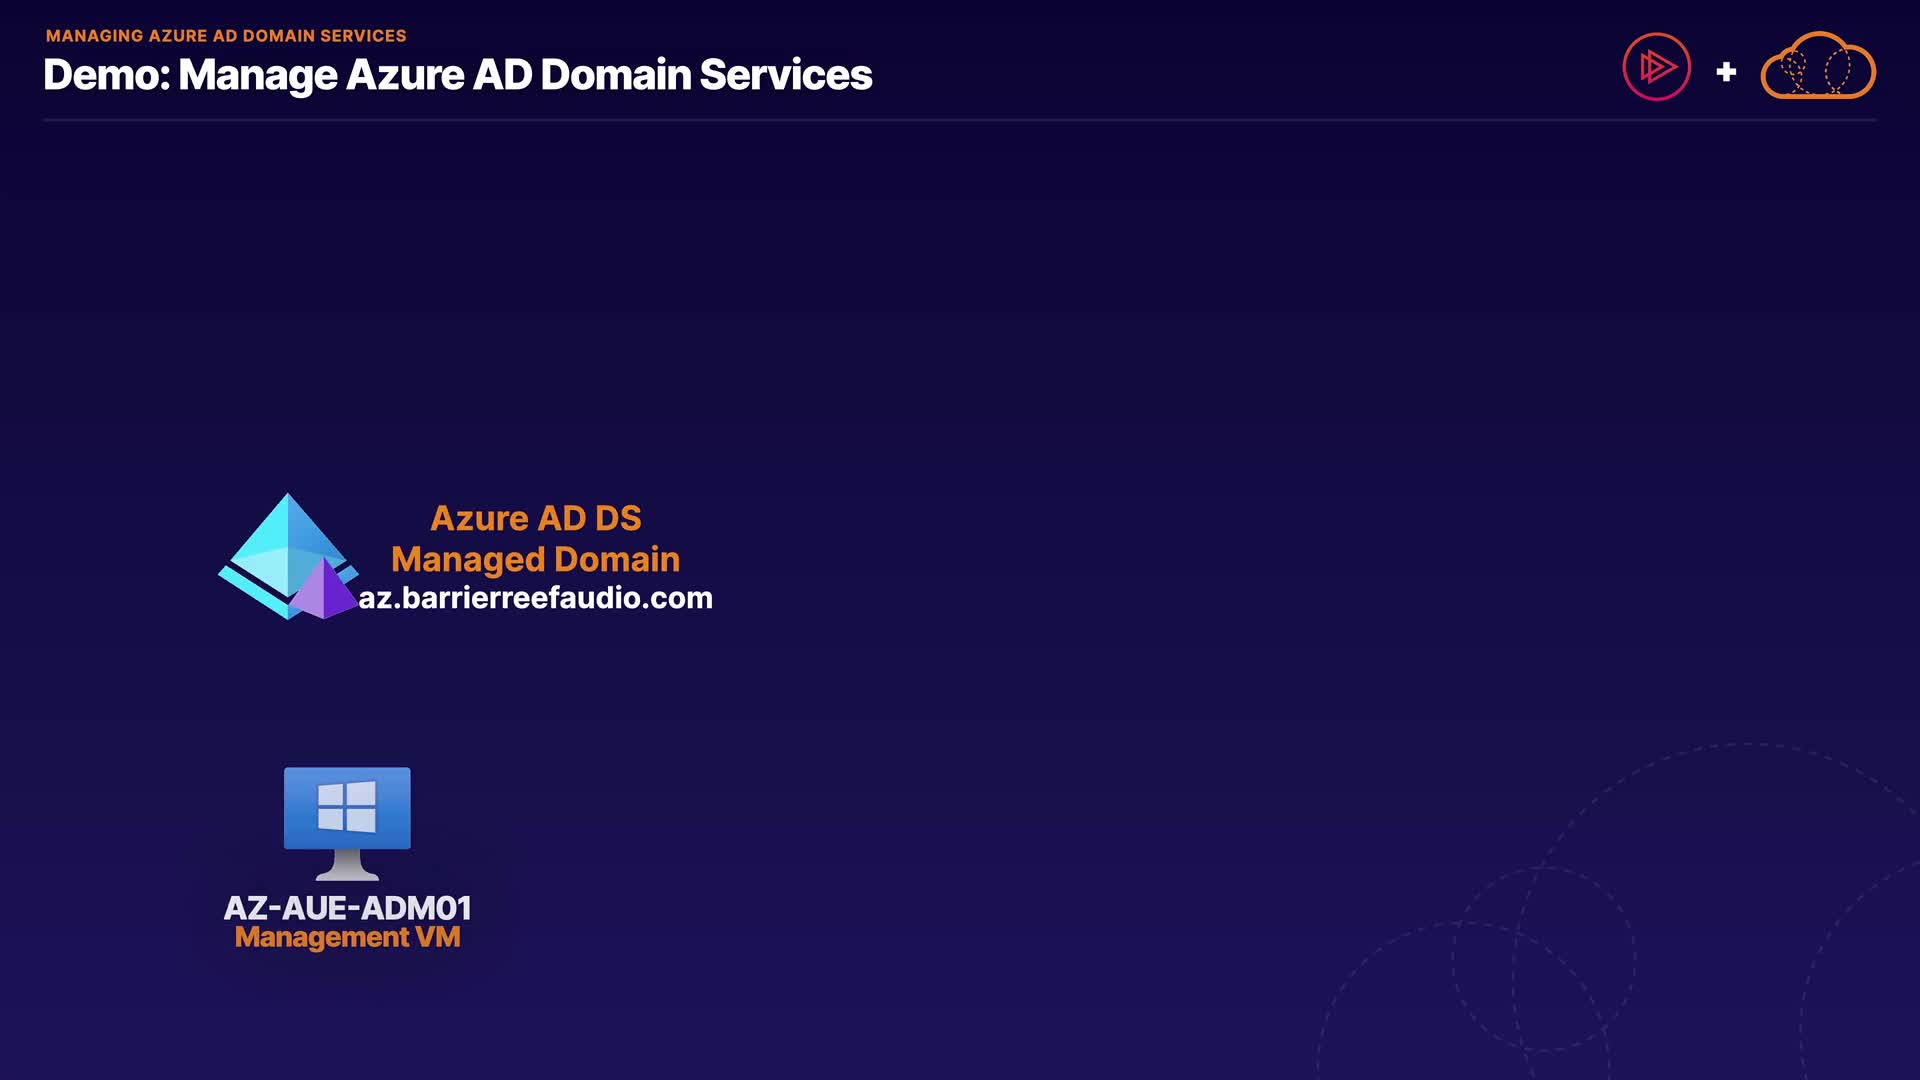 MANAGING AZURE AD DOMAIN SERVICES
Demo: Manage Azure AD Domain Services
+
Azure AD DS
Managed Domain
az.barrierreefaudio.com
AZ-AUE-ADM01
Management VM